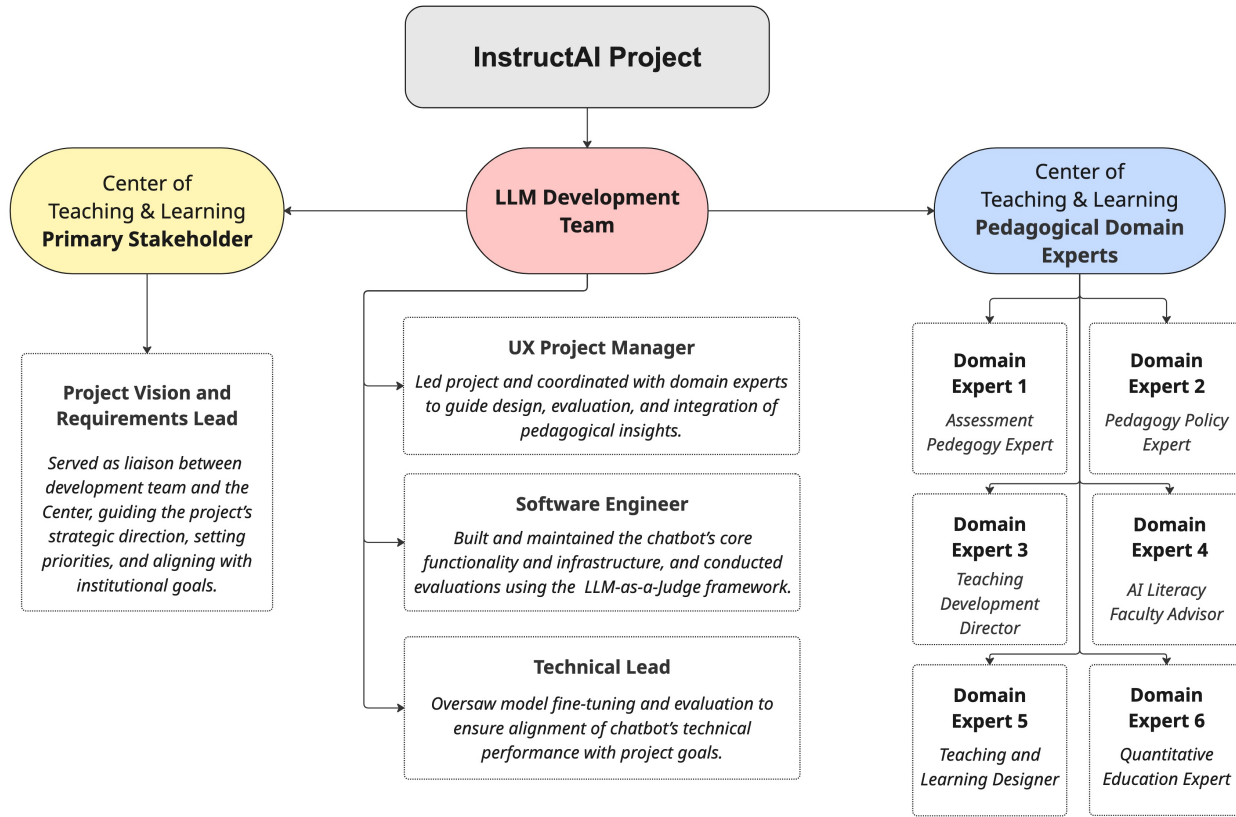 InstructAI Project
Center of
Teaching & Learning
Primary Stakeholder
LLM Development
Team
Center of
Teaching & Learning
Pedagogical Domain
Experts
Project Vision and
Requirements Lead
Served as liaison between
development team and the
Center, guiding the project’s
strategic direction, setting
priorities, and aligning with
institutional goals.
UX Project Manager
Led project and coordinated with domain experts
to guide design, evaluation, and integration of
pedagogical insights.
Software Engineer
Built and maintained the chatbot’s core
functionality and infrastructure, and conducted
evaluations using the LLM-as-a-Judge framework.
Technical Lead
Oversaw model fine-tuning and evaluation to
ensure alignment of chatbot’s technical
performance with project goals.
Domain
Expert 1
Assessment
Pedegogy Expert
Domain
Expert 2
Pedagogy Policy
Expert
Domain
Expert 3
Teaching
Development
Director
Domain
Expert 4
AI Literacy
Faculty Advisor
Domain
Expert 5
Teaching and
Learning Designer
Domain
Expert 6
Quantitative
Education Expert